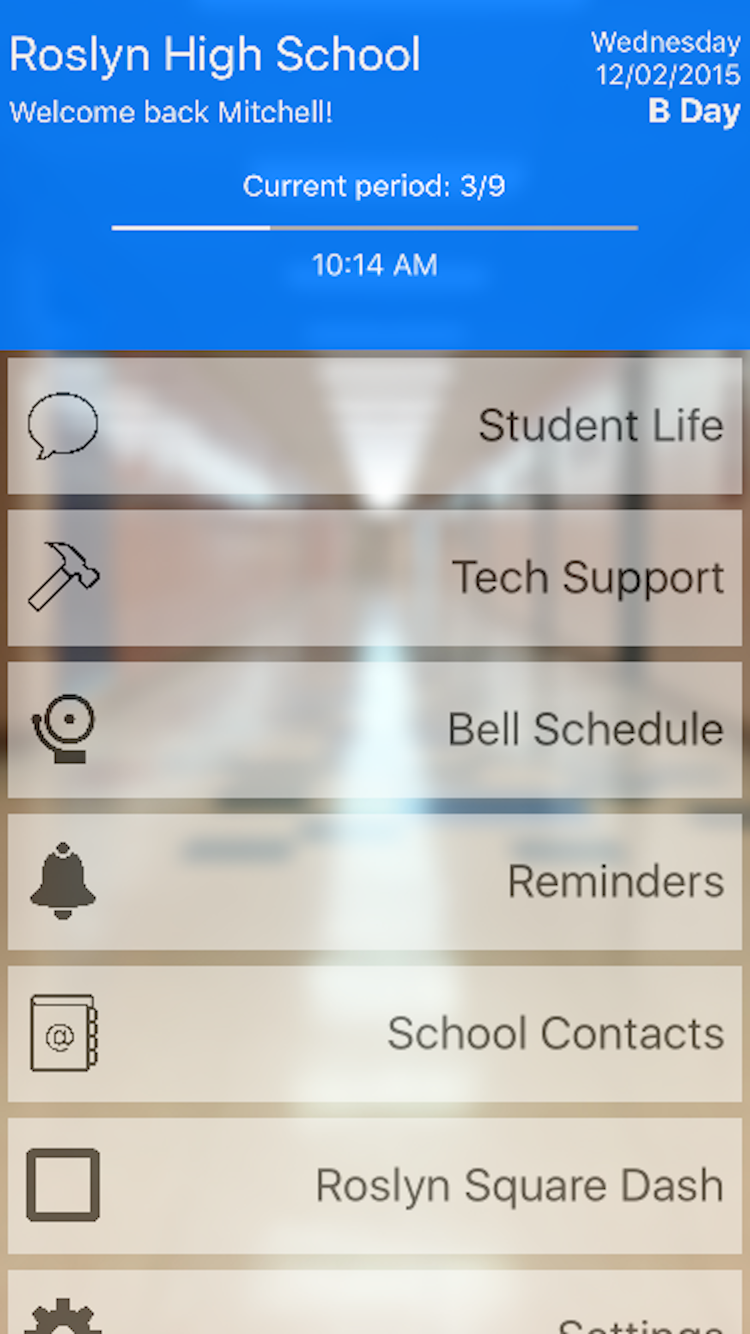 Roslyn High School
Wednesday
12/02/2015
Welcome back Mitchell!
B Day
Current period: 3/9
10:14 AM
Student Life
Tech Support
Bell Schedule
Reminders
@
School Contacts
Roslyn Square Dash
Settings